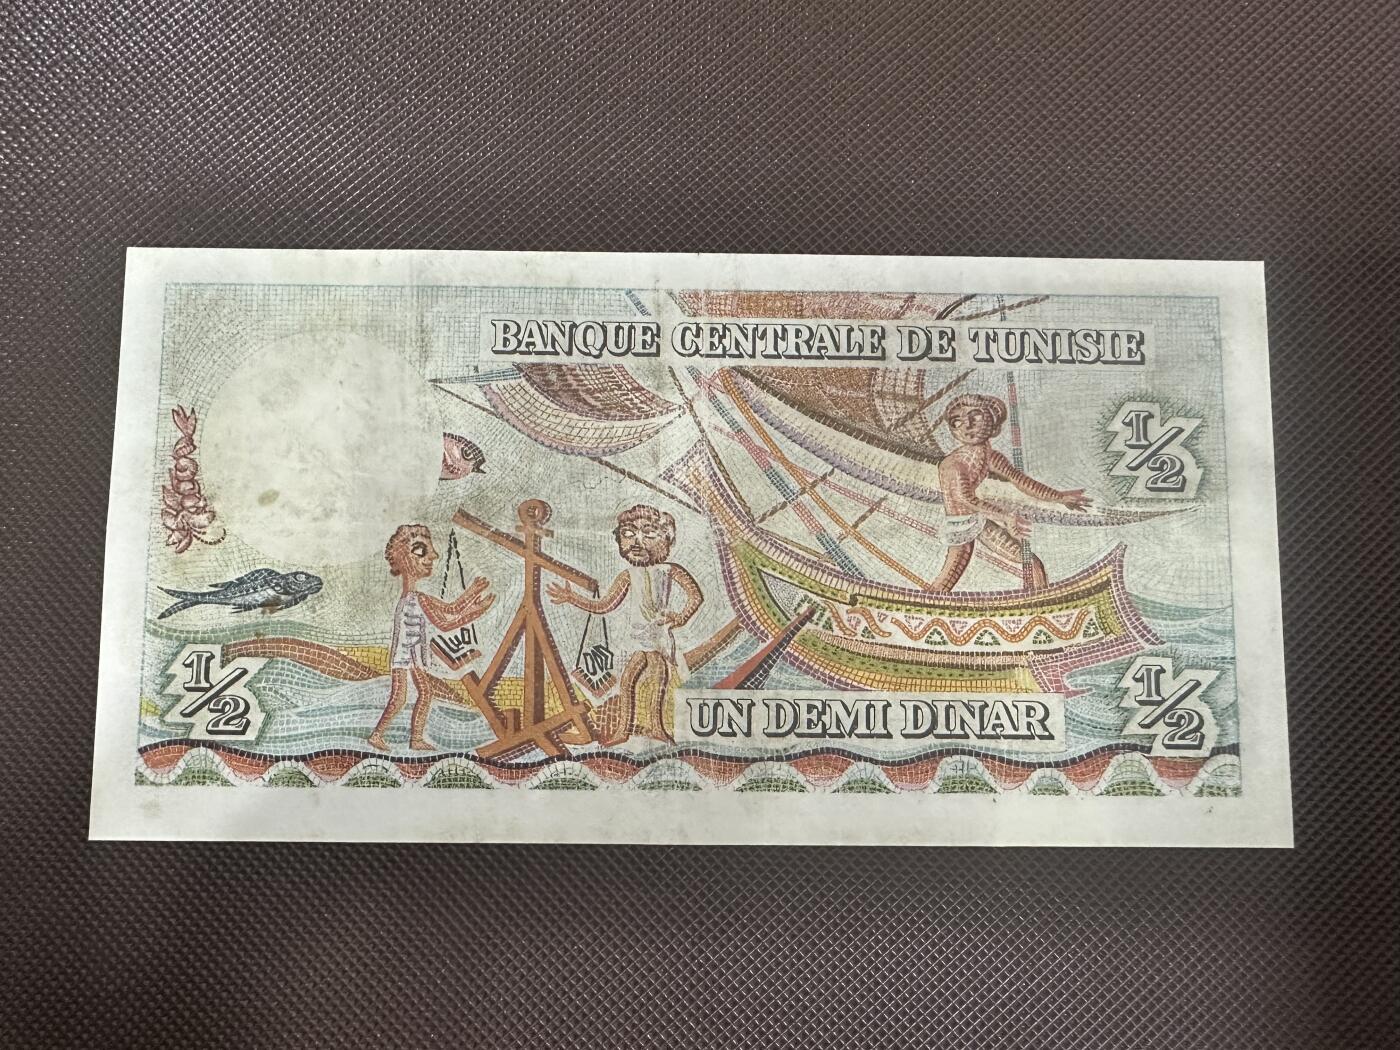 BANQUE CENTRALE DE TUNISIE
1/2
1/2
UN DEMI DINAR
1/2